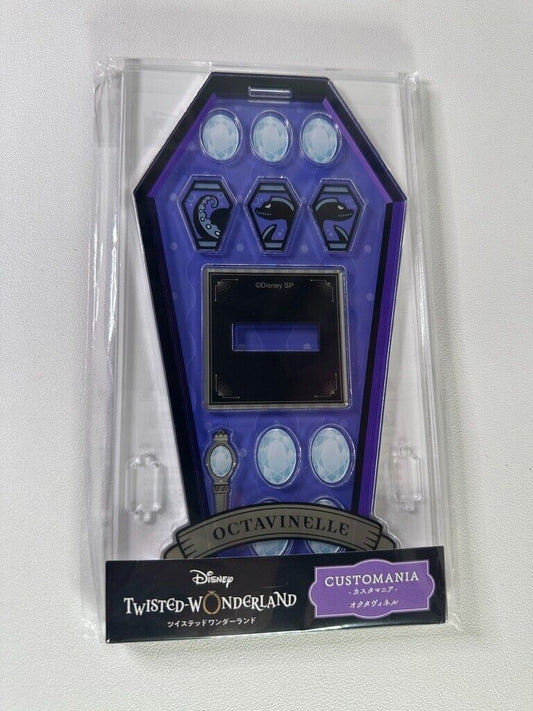 ©Disney SP
OCTAVINELLE
Disney
TWISTED-WONDERLAND
ツイステッドワンダーランド
CUSTOMANIA
-カスタマニア-
オクタヴィネル